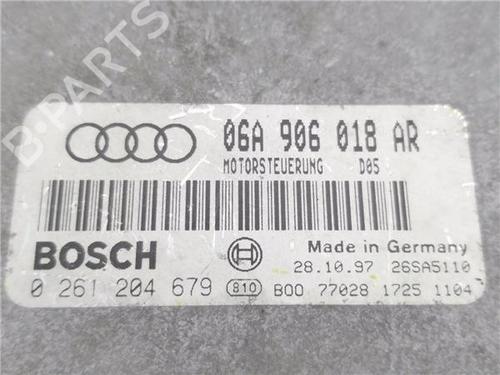 B-PARTS
06A 906 018 AR
MOTORSTEUERUNG D05
BOSCH
Made in Germany
28.10.97 26SA5110
0 261 204 679 810 B00 77028 1725 1104